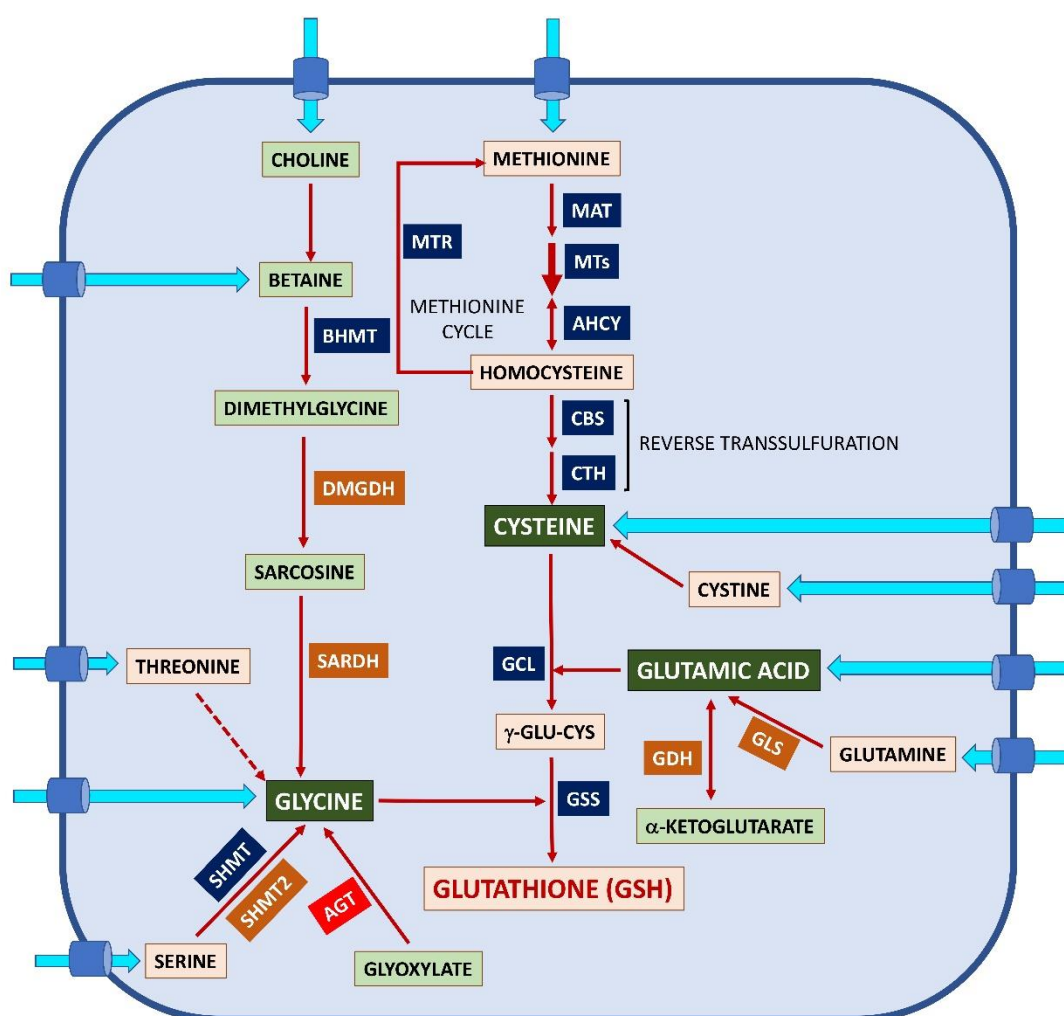 CHOLINE
METHIONINE
MAT
MTR
MTs
BETAINE
METHIONINE
CYCLE
AHCY
BHMT
HOMOCYSTEINE
DIMETHYLGLYCINE
CBS
REVERSE TRANSSULFURATION
CTH
DMGDH
CYSTEINE
SARCOSINE
CYSTINE
THREONINE
SARDH
GCL
GLUTAMIC ACID
γ-GLU-CYS
GDH
GLS
GLUTAMINE
GLYCINE
GSS
α-KETOGLUTARATE
SHMT
SHMT2
AGT
GLUTATHIONE (GSH)
SERINE
GLYOXYLATE